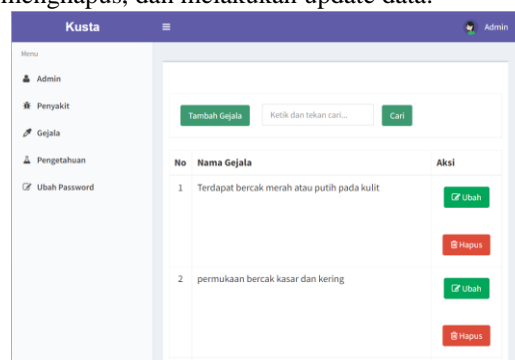 menghapus, dan melakukan update data.
Kusta
Admin
Menu
Admin
Penyakit
Gejala
Pengetahuan
Ubah Password
Tambah Gejala
Ketik dan tekan cari...
Cari
No Nama Gejala Aksi
1 Terdapat bercak merah atau putih pada kulit
Ubah
Hapus
2 permukaan bercak kasar dan kering
Ubah
Hapus